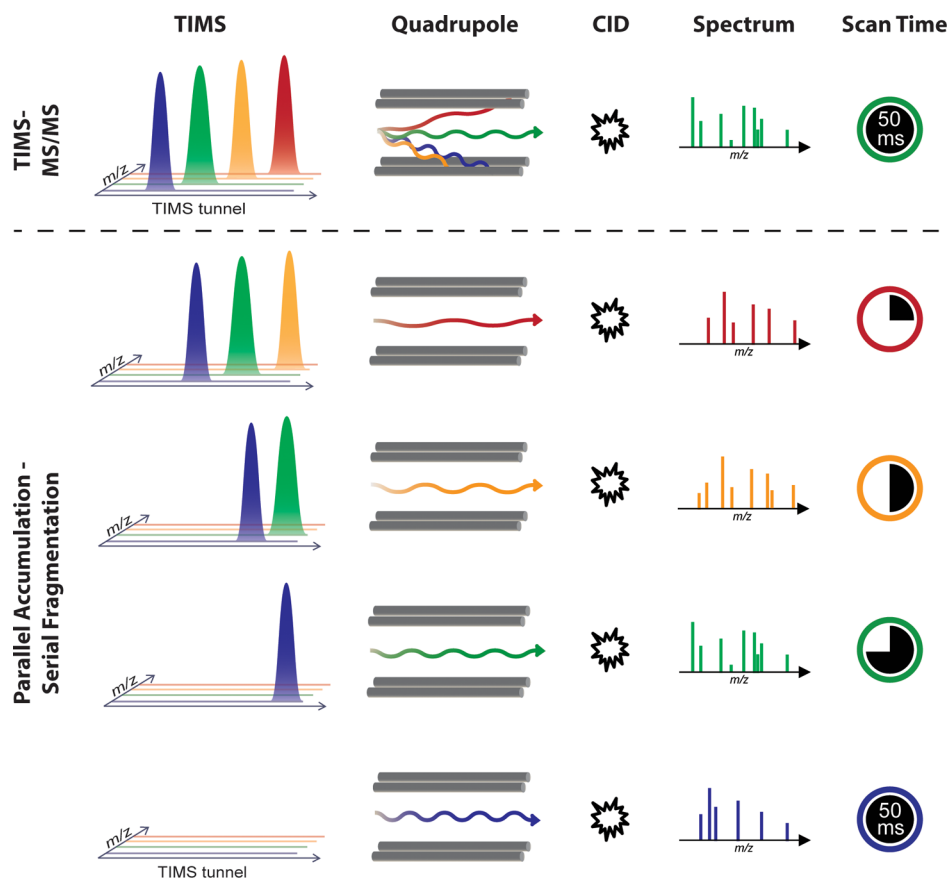 TIMS
Quadrupole
CID
Spectrum
Scan Time
TIMS-
MS/MS
m/z
TIMS tunnel
m/z
50
ms
Parallel Accumulation -
Serial Fragmentation
m/z
m/z
m/z
m/z
m/z
m/z
m/z
TIMS tunnel
m/z
50
ms